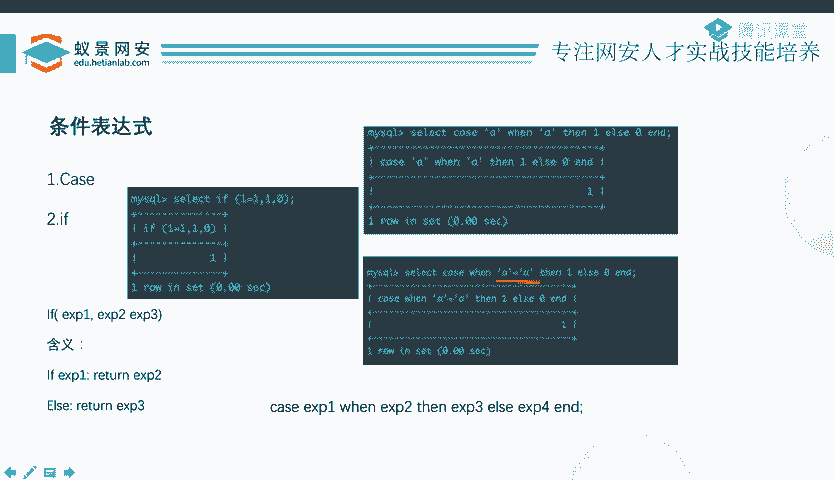 蚁景网安
edu.hetianlab.com
腾讯课堂
专注网安人才实战技能培养
条件表达式
1.Case
2.if
mysql> select if (1=1,1,0);
+-------------+
| if (1=1,1,0) |
+-------------+
| 1 |
+-------------+
1 row in set (0.00 sec)
mysql> select case 'a' when 'a' then 1 else 0 end;
| case 'a' when 'a' then 1 else 0 end |
| 1 |
1 row in set (0.00 sec)
mysql> select case when 'a'='a' then 1 else 0 end;
| case when 'a'='a' then 1 else 0 end |
| 1 |
1 row in set (0.00 sec)
If( exp1, exp2 exp3)
含义：
If exp1: return exp2
Else: return exp3
case exp1 when exp2 then exp3 else exp4 end;